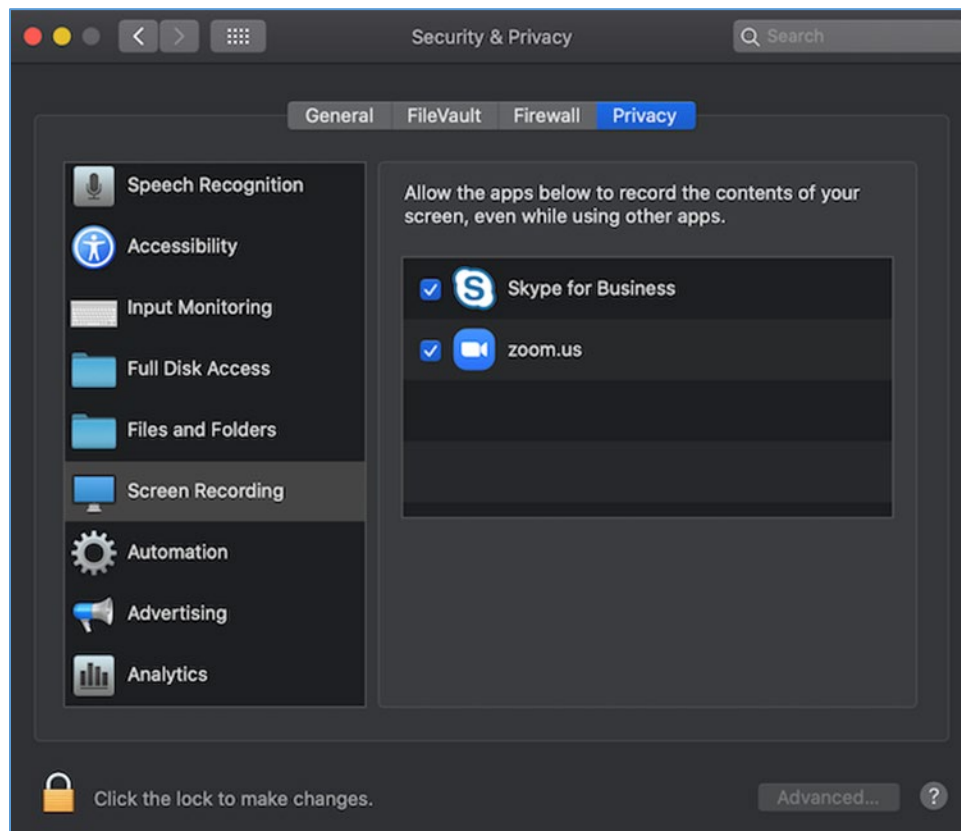 Security & Privacy
Search
General
FileVault
Firewall
Privacy
Speech Recognition
Accessibility
Input Monitoring
Full Disk Access
Files and Folders
Screen Recording
Automation
Advertising
Analytics
Allow the apps below to record the contents of your
screen, even while using other apps.
S Skype for Business
zoom.us
Click the lock to make changes.
Advanced...
?